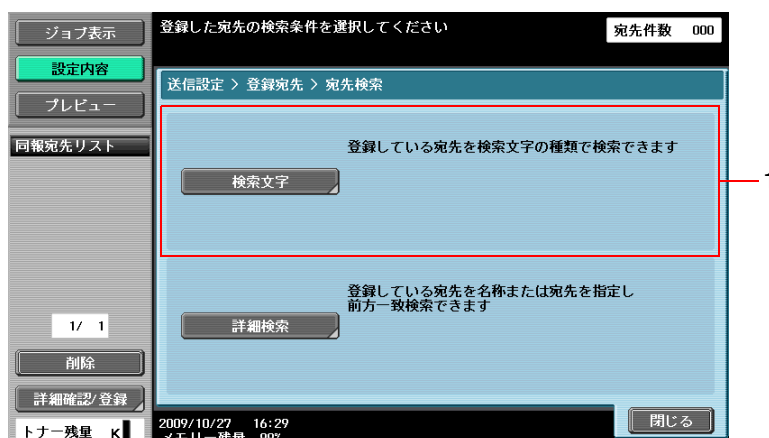 ジョブ表示
登録した宛先の検索条件を選択してください
宛先件数 000
設定内容
プレビュー
送信設定 > 登録宛先 > 宛先検索
同報宛先リスト
登録している宛先を検索文字の種類で検索できます
検索文字
登録している宛先を名称または宛先を指定し
前方一致検索できます
詳細検索
1/ 1
削除
詳細確認/登録
トナー残量 K
2009/10/27 16:29
メモリー残量 99%
閉じる